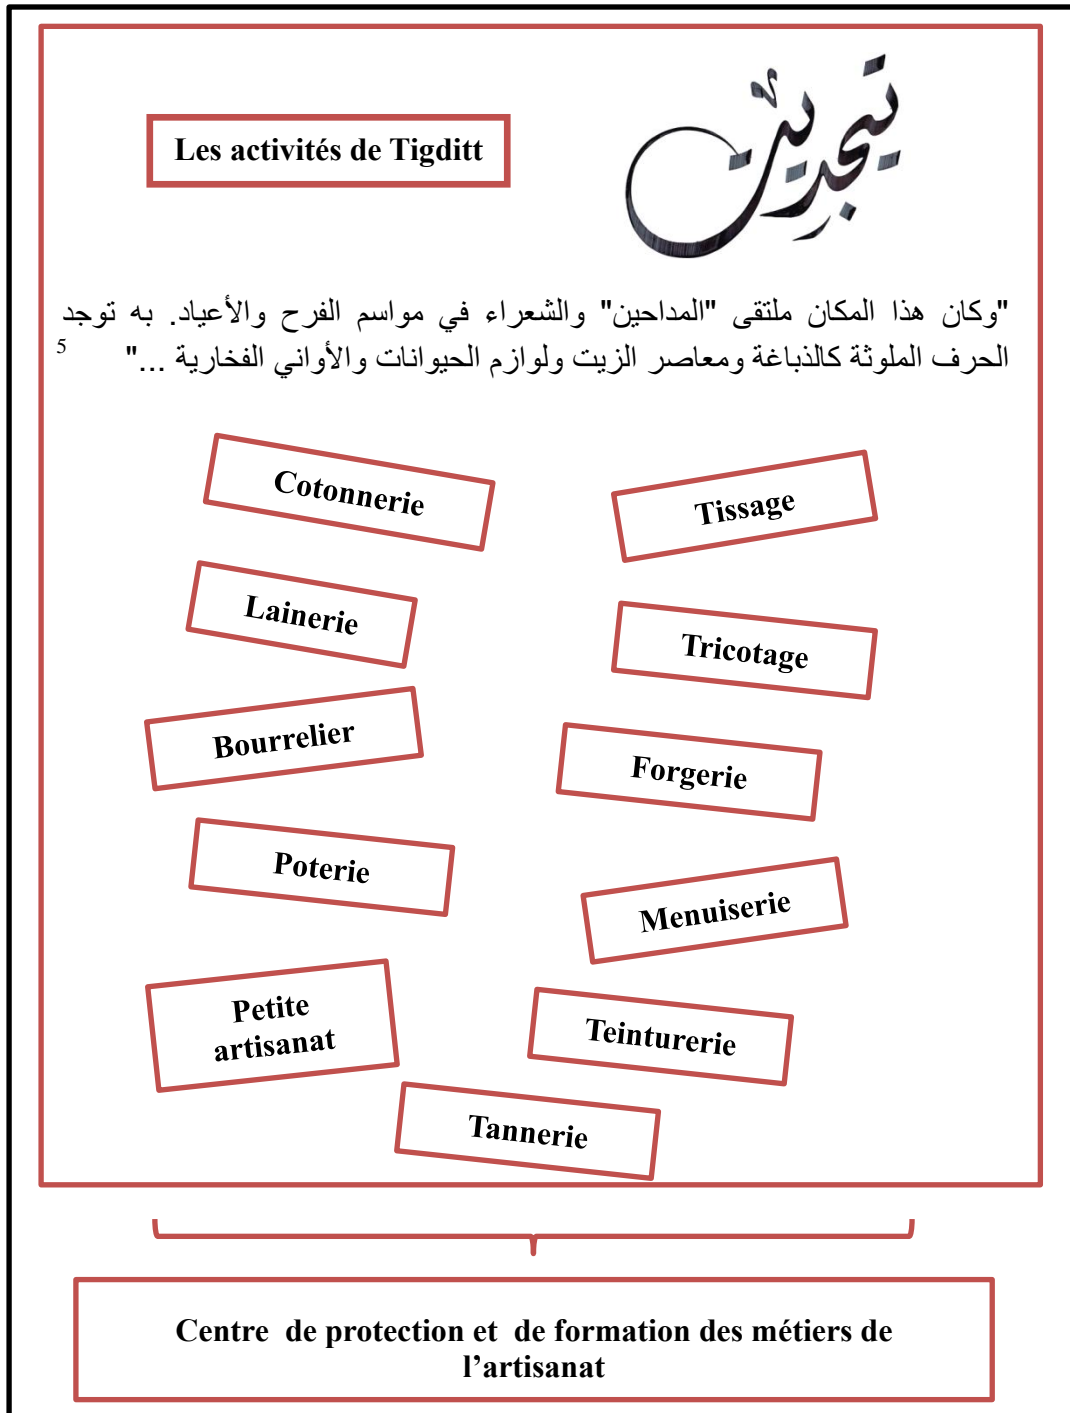 تيجديت
Les activités de Tigditt
"وكان هذا المكان ملتقى "المداحين" والشعراء في مواسم الفرح والأعياد. به توجد
الحرف الملوثة كالذباغة ومعاصر الزيت ولوازم الحيوانات والأواني الفخارية ..." 5
Cotonnerie
Tissage
Lainerie
Tricotage
Bourrelier
Forgerie
Poterie
Menuiserie
Petite
artisanat
Teinturerie
Tannerie
Centre de protection et de formation des métiers de
l’artisanat